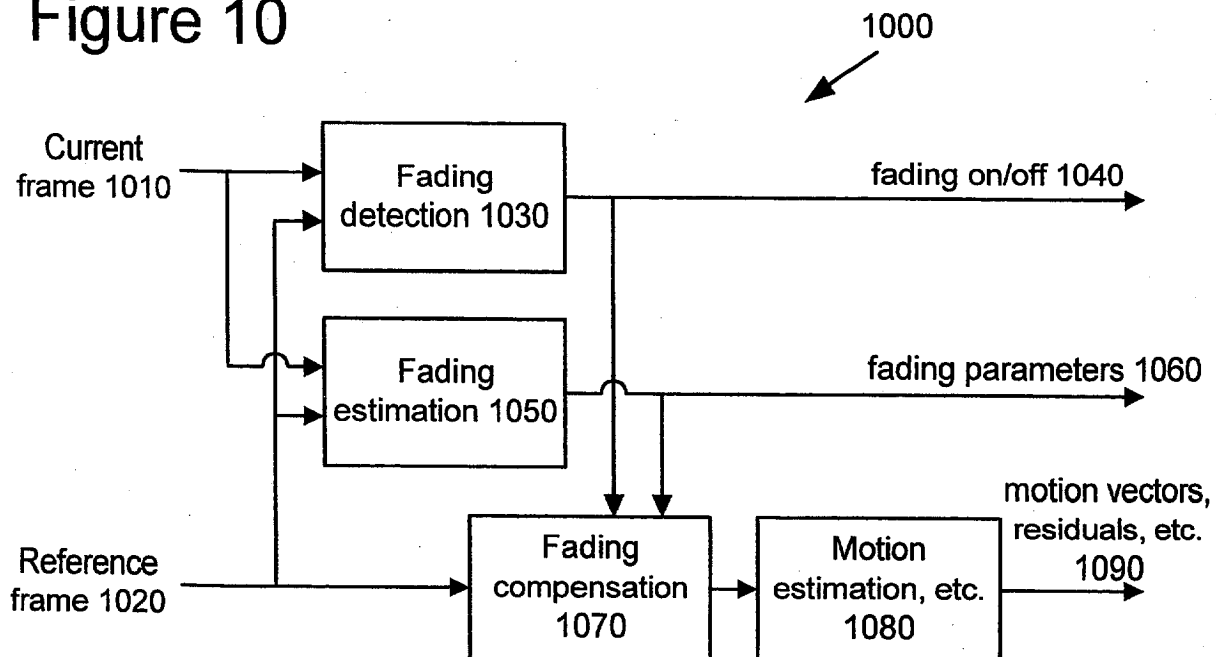 Figure 10
1000
Current
frame 1010
Fading
detection 1030
fading on/off 1040
Fading
estimation 1050
fading parameters 1060
Reference
frame 1020
Fading
compensation
1070
Motion
estimation, etc.
1080
motion vectors,
residuals, etc.
1090